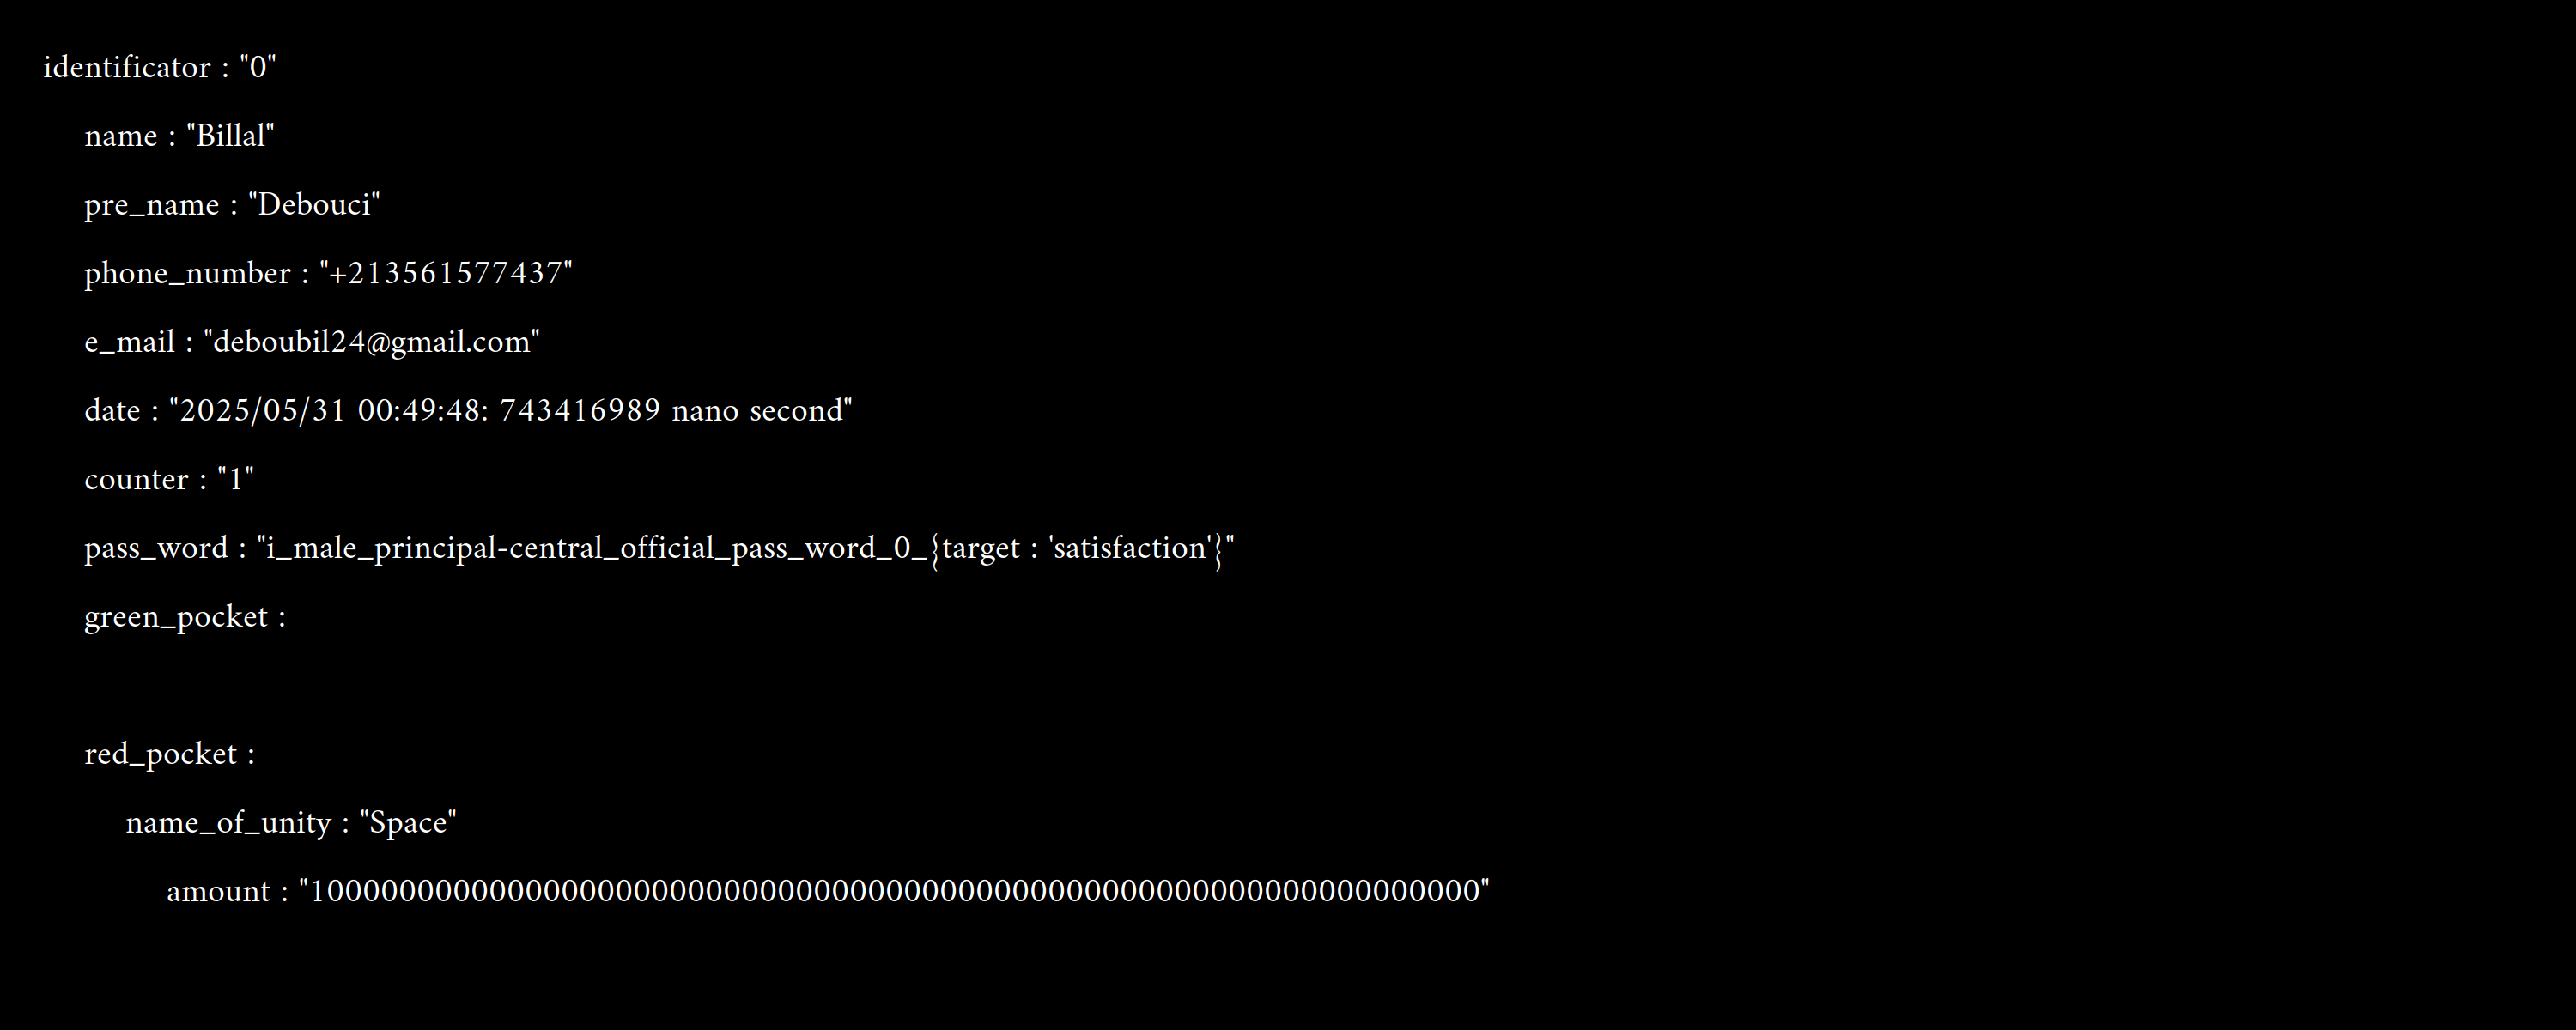 identificator : "0"
name : "Billal"
pre_name : "Debouci"
phone_number : "+213561577437"
e_mail : "deboubil24@gmail.com"
date : "2025/05/31 00:49:48: 743416989 nano second"
counter : "1"
pass_word : "i_male_principal-central_official_pass_word_0_{target : 'satisfaction'}"
green_pocket :
red_pocket :
name_of_unity : "Space"
amount : "10000000000000000000000000000000000000000000000000000000000000000"